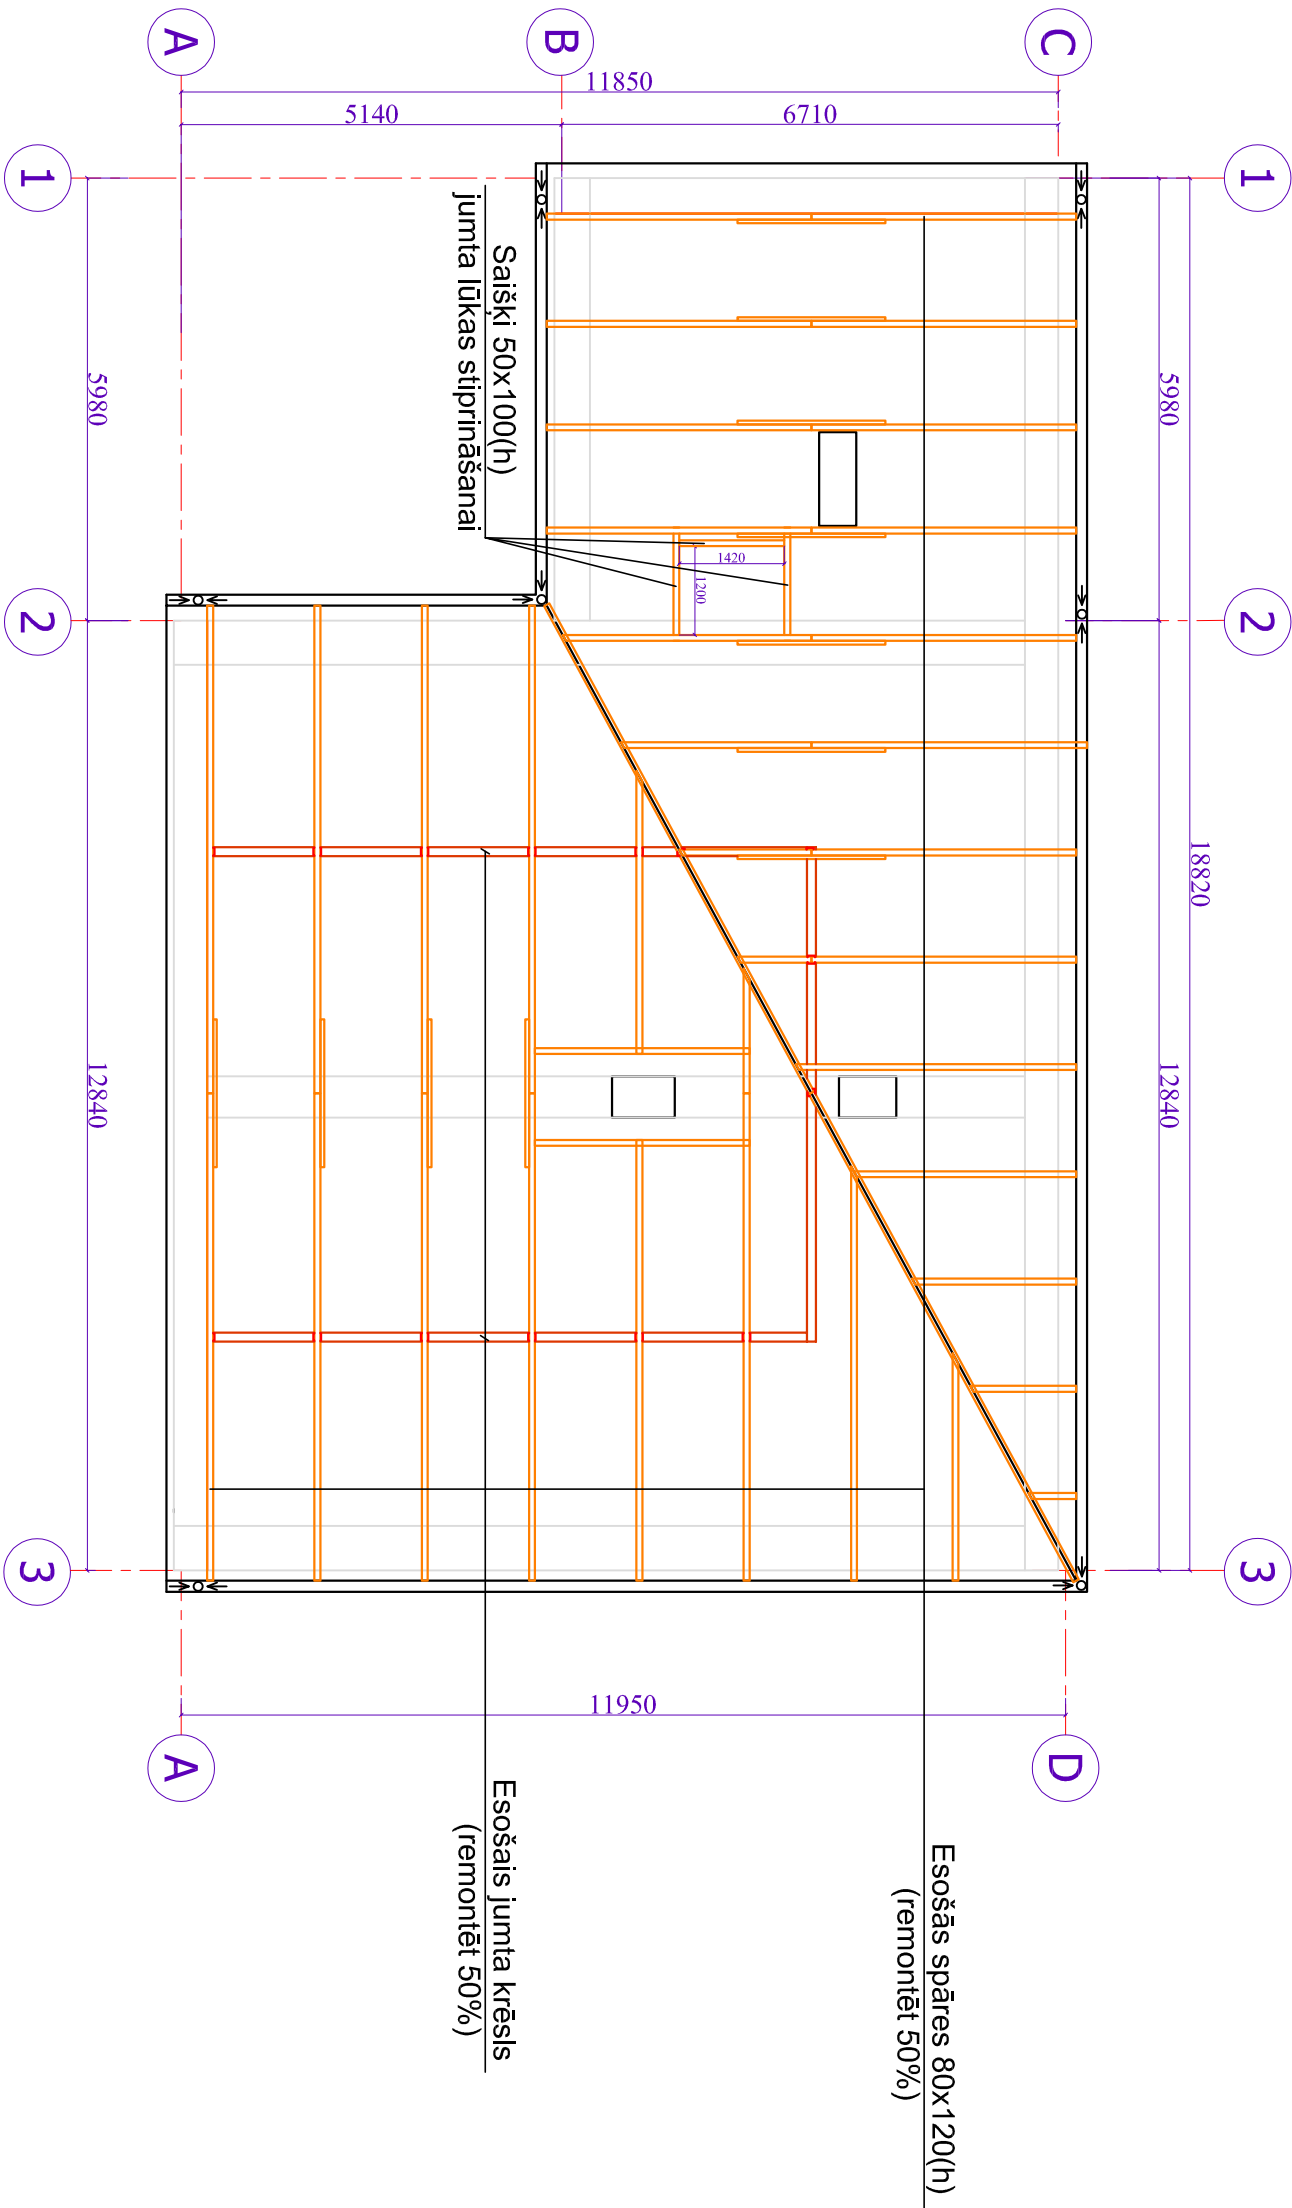 A
B
C
11850
5140
6710
1
1
Saišķi 50x100(h)
jumta lūkas stiprināšanai
5980
5980
1420
1200
2
2
18820
12840
12840
3
3
11950
A
D
Esošais jumta krēsls
(remontēt 50%)
Esošās spāres 80x120(h)
(remontēt 50%)